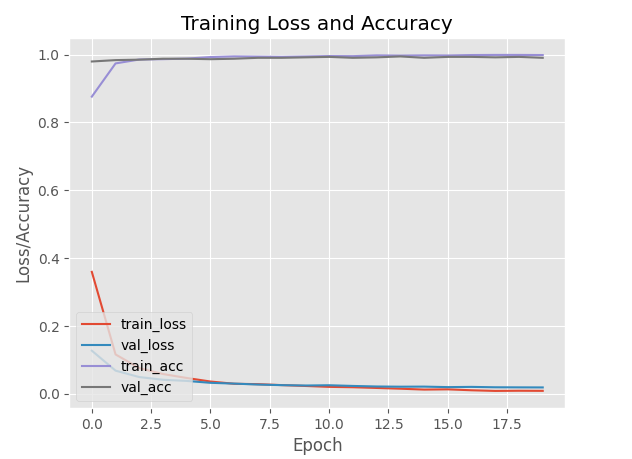 Training Loss and Accuracy
Loss/Accuracy
1.0
0.8
0.6
0.4
0.2
0.0
train_loss
val_loss
train_acc
val_acc
0.0 2.5 5.0 7.5 10.0 12.5 15.0 17.5
Epoch